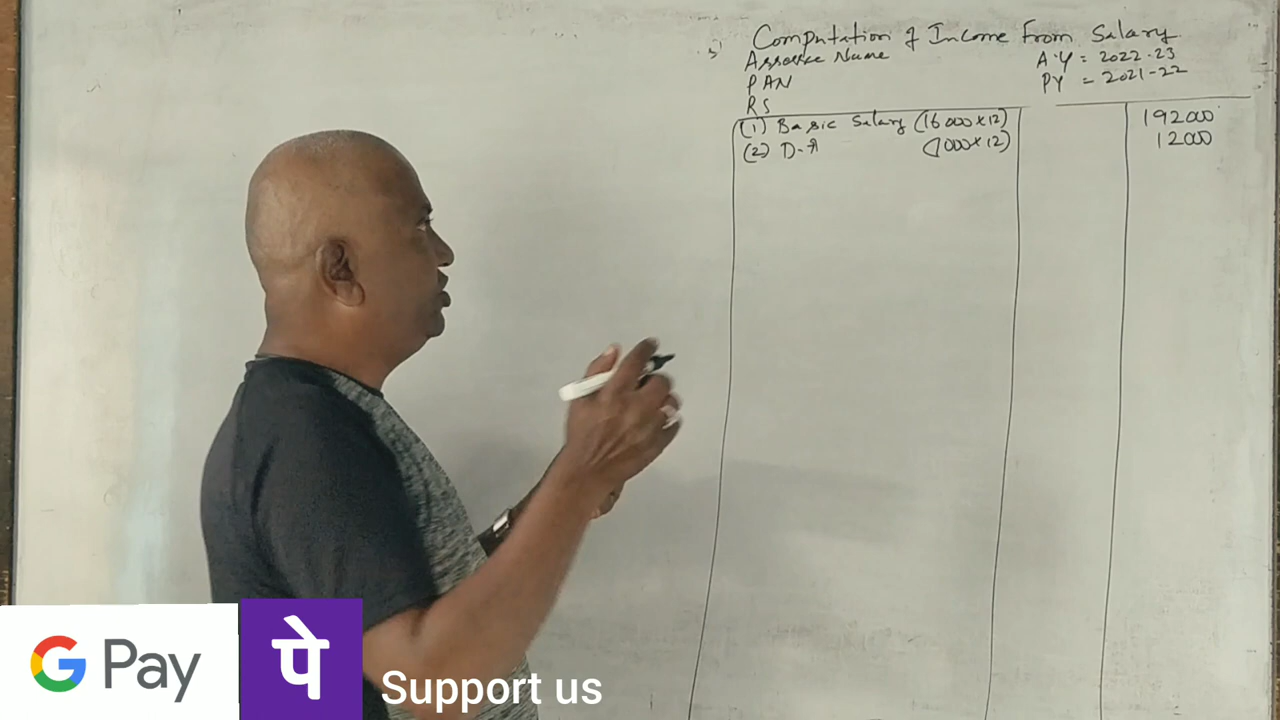 Computation of Income From Salary
Assessee Name
A.Y = 2022-23
PAN
PY = 2021-22
RS
(1) Basic Salary (16000x12) 192000
(2) D.A (1000x12) 12000
G Pay पे Support us